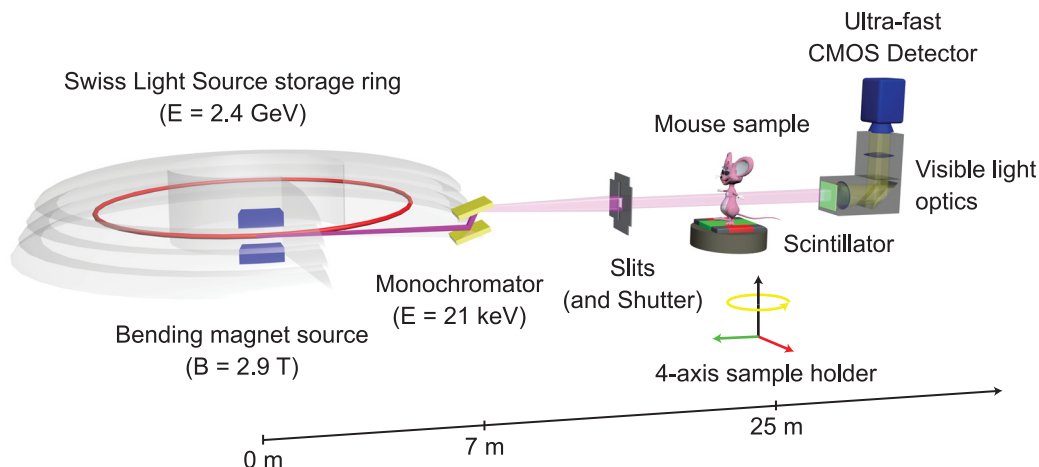 Ultra-fast
CMOS Detector
Swiss Light Source storage ring
(E = 2.4 GeV)
Mouse sample
Visible light
optics
Scintillator
Monochromator
(E = 21 keV)
Slits
(and Shutter)
Bending magnet source
(B = 2.9 T)
4-axis sample holder
0 m
7 m
25 m